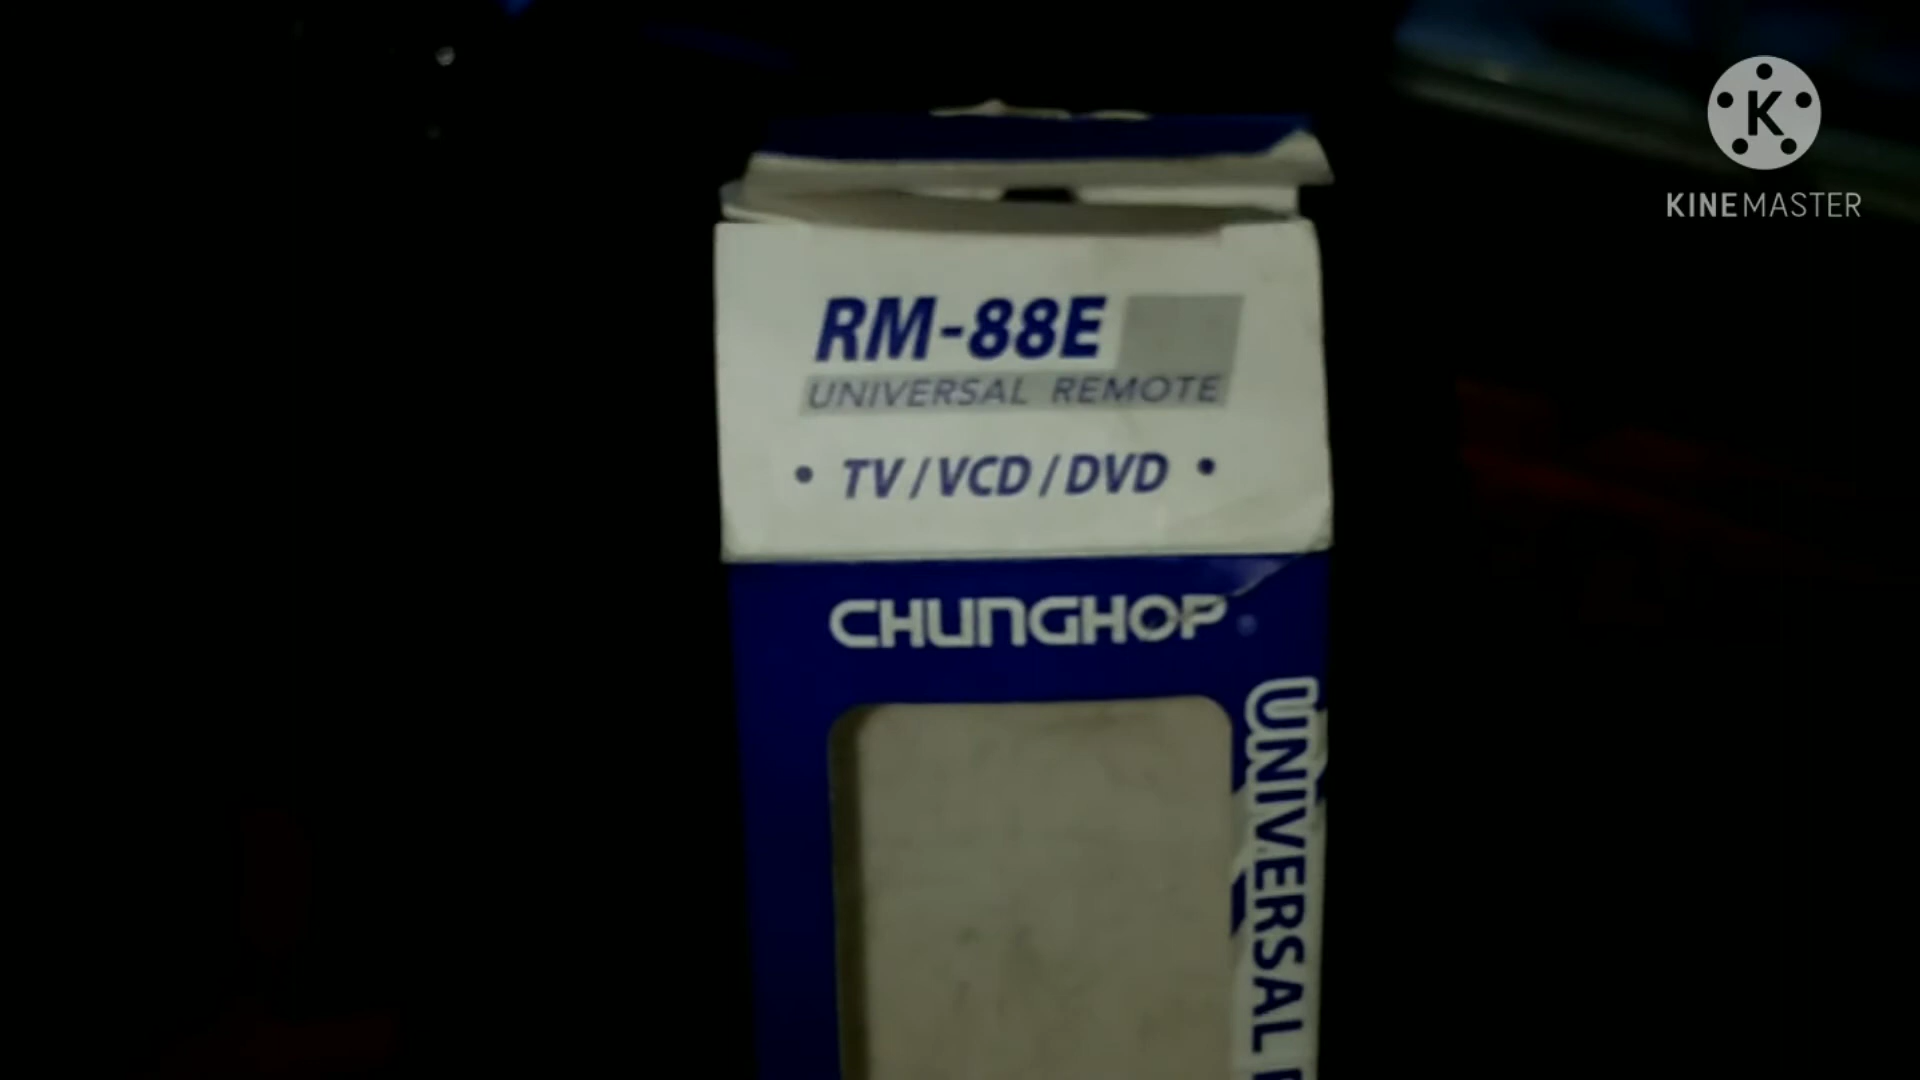 K
KINEMASTER
RM-88E
UNIVERSAL REMOTE
• TV/VCD/DVD •
CHUNGHOP
UNIVERSAL